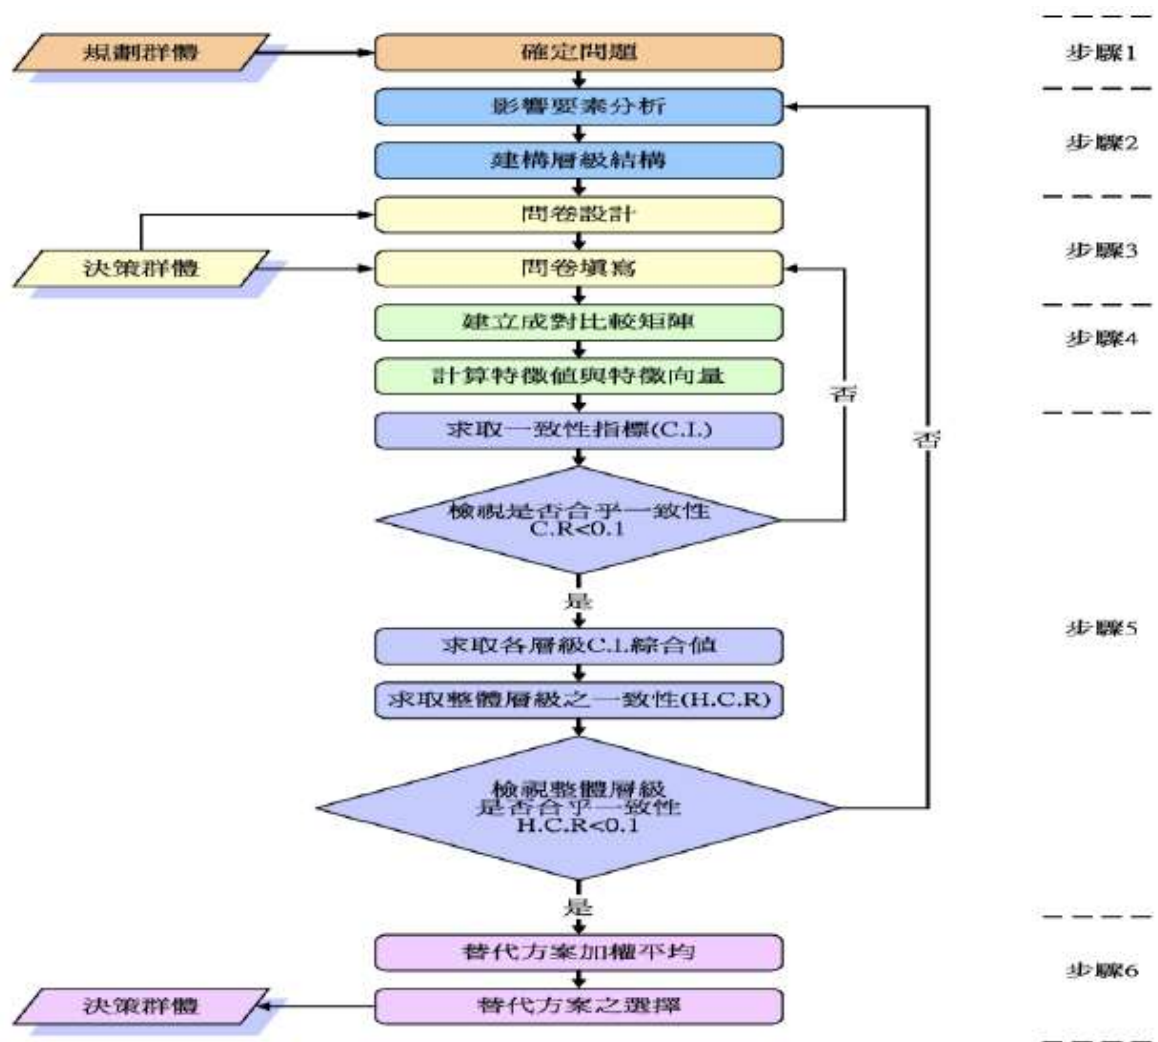 規劃群體
確定問題
步驟1
影響要素分析
步驟2
建構層級結構
問卷設計
步驟3
決策群體
問卷填寫
建立成對比較矩陣
步驟4
計算特徵值與特徵向量
否
求取一致性指標(C.I.)
否
檢視是否合乎一致性
C.R<0.1
是
步驟5
求取各層級C.I.綜合值
求取整體層級之一致性(H.C.R)
檢視整體層級
是否合乎一致性
H.C.R<0.1
是
替代方案加權平均
步驟6
決策群體
替代方案之選擇